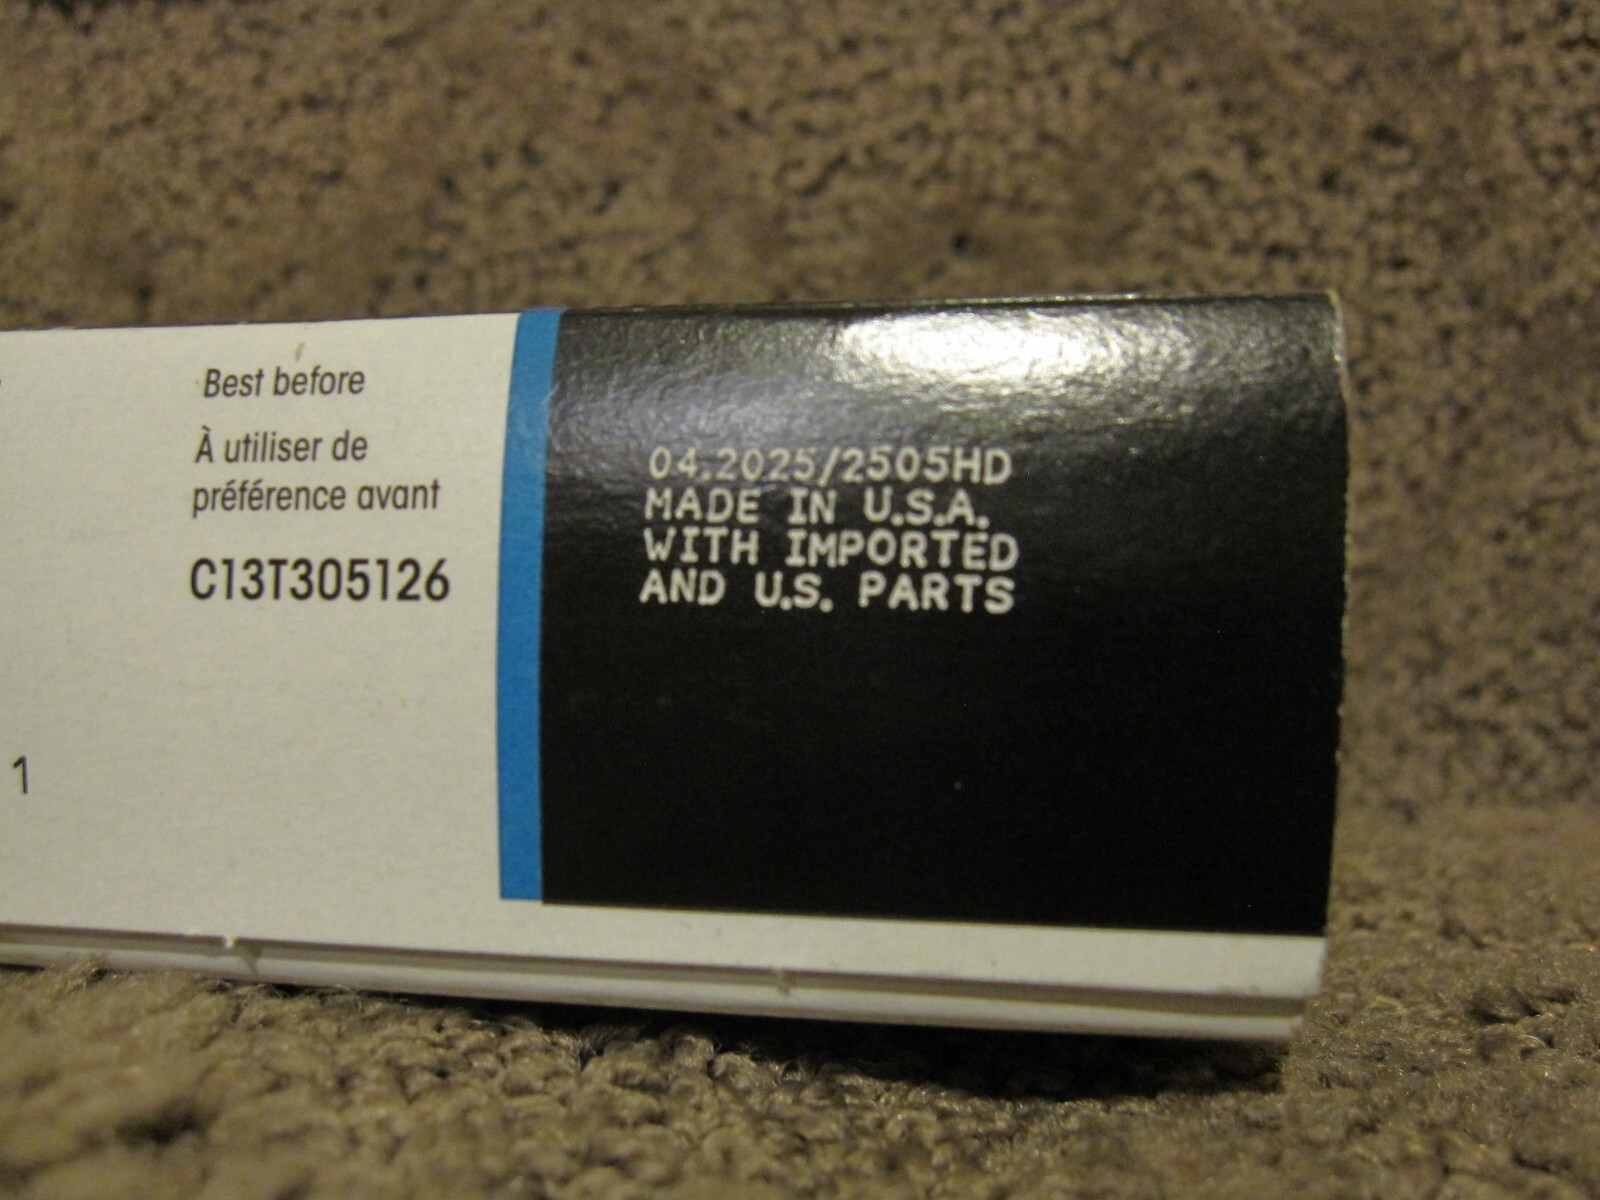 Best before
À utiliser de
préférence avant
C13T305126
1
04.2025/2505HD
MADE IN U.S.A.
WITH IMPORTED
AND U.S. PARTS